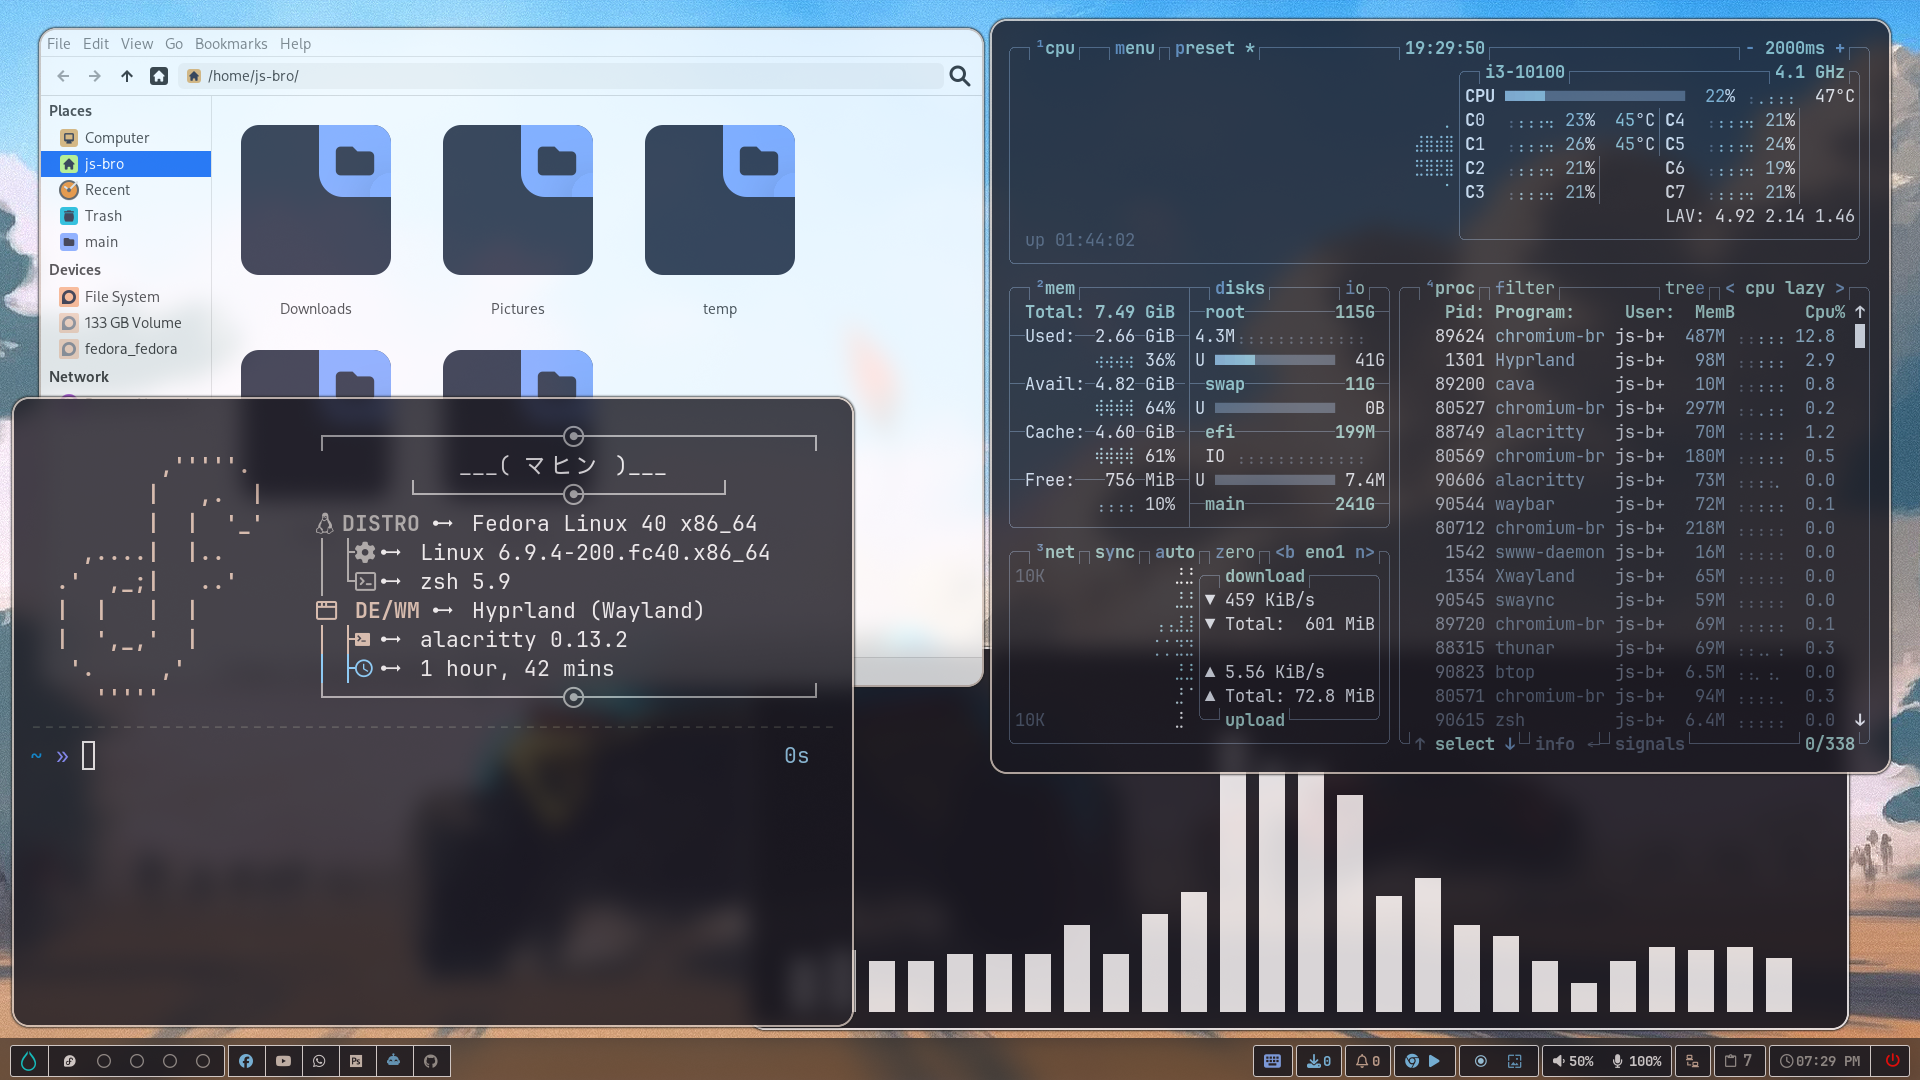 File Edit View Go Bookmarks Help
/home/js-bro/
Places
Computer
js-bro
Recent
Trash
main
Devices
File System
133 GB Volume
fedora_fedora
Network
Downloads
Pictures
temp
___( マヒン )___
DISTRO Fedora Linux 40 x86_64
Linux 6.9.4-200.fc40.x86_64
zsh 5.9
DE/WM Hyprland (Wayland)
alacritty 0.13.2
1 hour, 42 mins
~ » 0s
¹cpu menu preset * 19:29:50 - 2000ms +
i3-10100 4.1 GHz
CPU 22% 47°C
C0 23% 45°C C4 21%
C1 26% 45°C C5 24%
C2 21% C6 19%
C3 21% C7 21%
LAV: 4.92 2.14 1.46
up 01:44:02
²mem disks io
Total: 7.49 GiB root 115G
Used: 2.66 GiB 4.3M
36% U 41G
Avail: 4.82 GiB swap 11G
64% U 0B
Cache: 4.60 GiB efi 199M
61% IO
Free: 756 MiB U 7.4M
10% main 241G
³net sync auto zero <b eno1 n>
10K download
▼ 459 KiB/s
▼ Total: 601 MiB
▲ 5.56 KiB/s
▲ Total: 72.8 MiB
10K upload
⁴proc filter tree < cpu lazy >
Pid: Program: User: MemB Cpu% ↑
89624 chromium-br js-b+ 487M 12.8
1301 Hyprland js-b+ 98M 2.9
89200 cava js-b+ 10M 0.8
80527 chromium-br js-b+ 297M 0.2
88749 alacritty js-b+ 70M 1.2
80569 chromium-br js-b+ 180M 0.5
90606 alacritty js-b+ 73M 0.1
90544 waybar js-b+ 72M 0.1
80712 chromium-br js-b+ 218M 0.0
1542 swww-daemon js-b+ 16M 0.0
1354 Xwayland js-b+ 65M 0.0
90545 swaync js-b+ 59M 0.0
89720 chromium-br js-b+ 69M 0.1
88315 thunar js-b+ 69M 0.3
90823 btop js-b+ 6.5M 0.0
80571 chromium-br js-b+ 94M 0.3
90615 zsh js-b+ 6.4M 0.0 ↓
↑ select ↓ info ↵ signals 0/338
Ps
0 0 50% 100% 7 07:29 PM